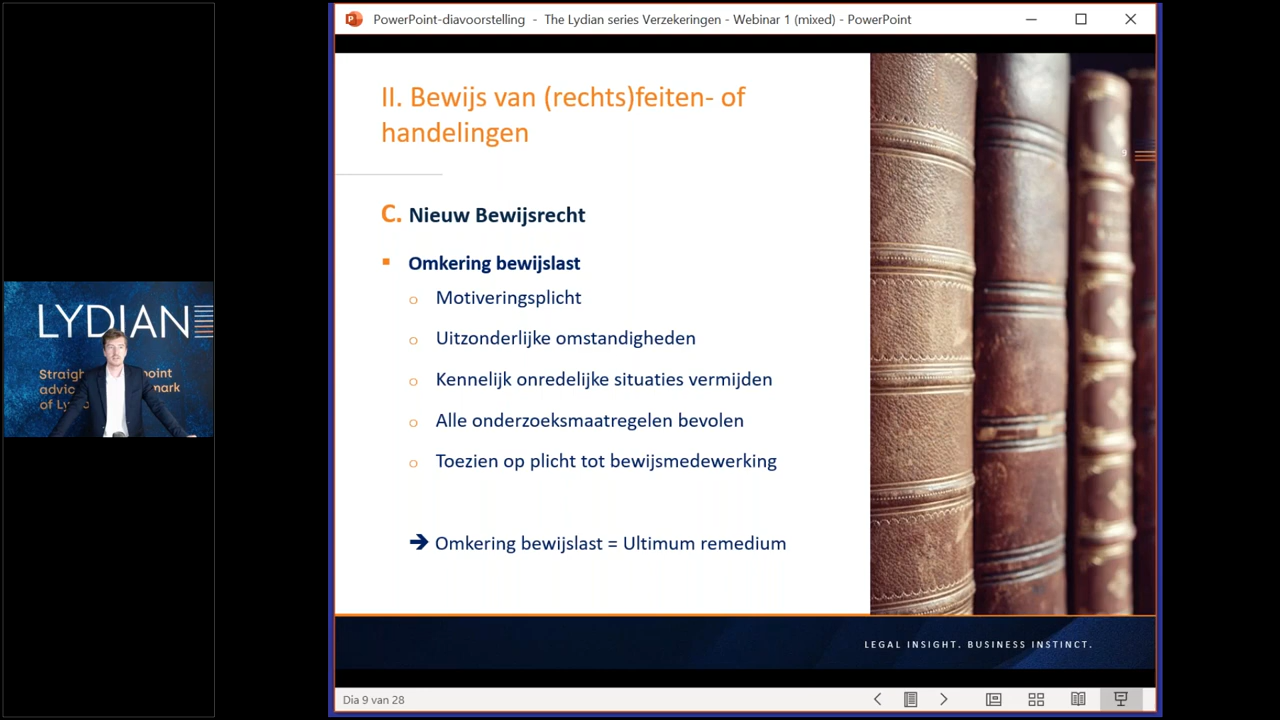 PowerPoint-diavoorstelling - The Lydian series Verzekeringen - Webinar 1 (mixed) - PowerPoint
II. Bewijs van (rechts)feiten- of
handelingen
9
C. Nieuw Bewijsrecht
Omkering bewijslast
Motiveringsplicht
Uitzonderlijke omstandigheden
Kennelijk onredelijke situaties vermijden
Alle onderzoeksmaatregelen bevolen
Toezien op plicht tot bewijsmedewerking
➔ Omkering bewijslast = Ultimum remedium
LEGAL INSIGHT. BUSINESS INSTINCT.
Dia 9 van 28
LYDIAN